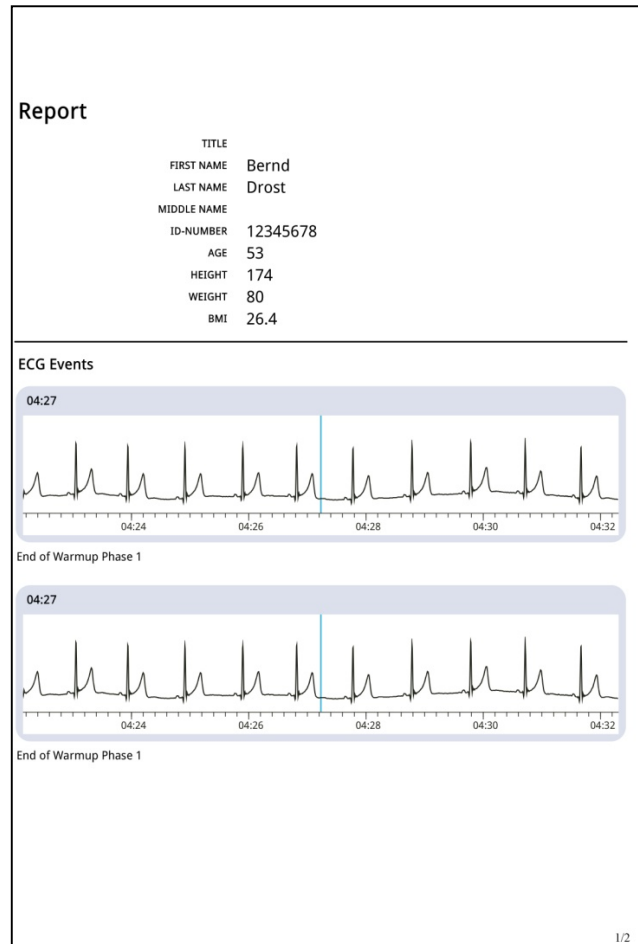 Report
TITLE
FIRST NAME Bernd
LAST NAME Drost
MIDDLE NAME
ID-NUMBER 12345678
AGE 53
HEIGHT 174
WEIGHT 80
BMI 26.4
ECG Events
04:27
04:24 04:26 04:28 04:30 04:32
End of Warmup Phase 1
04:27
04:24 04:26 04:28 04:30 04:32
End of Warmup Phase 1
1/2